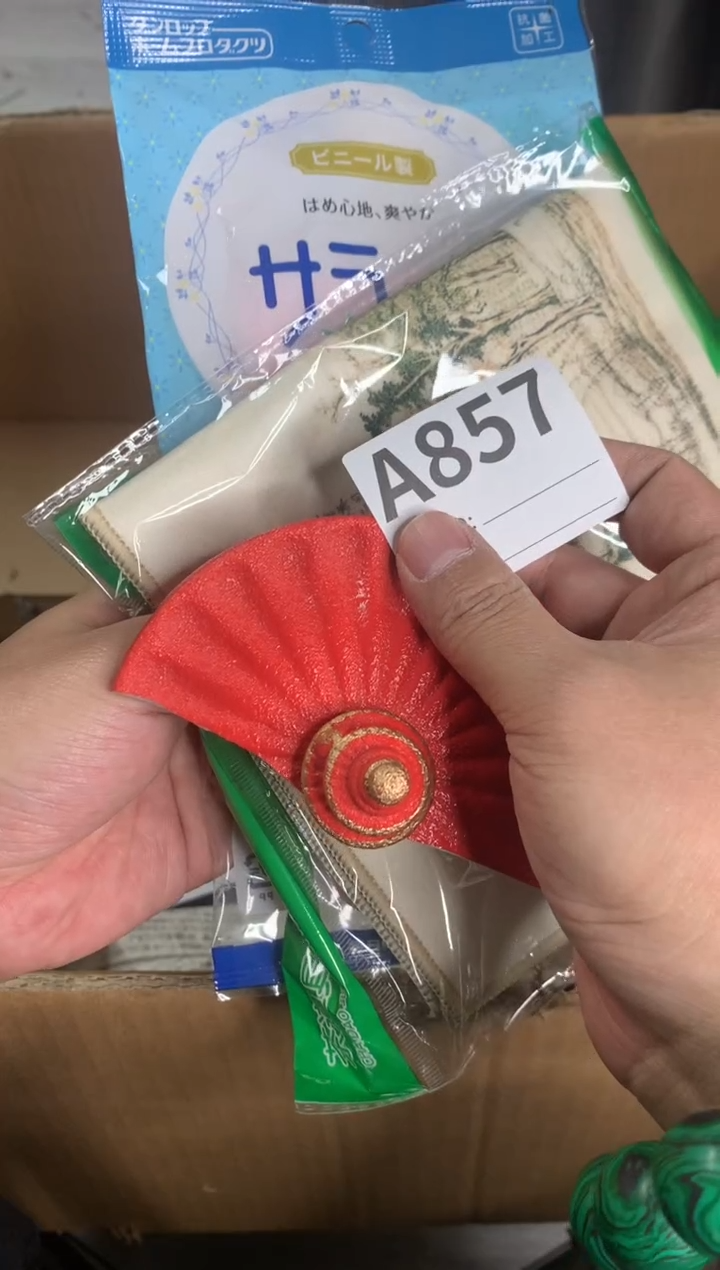 ダンロップ
ホームプロダクツ
抗菌
加工
ビニール製
はめ心地、爽やか
サラ
A857